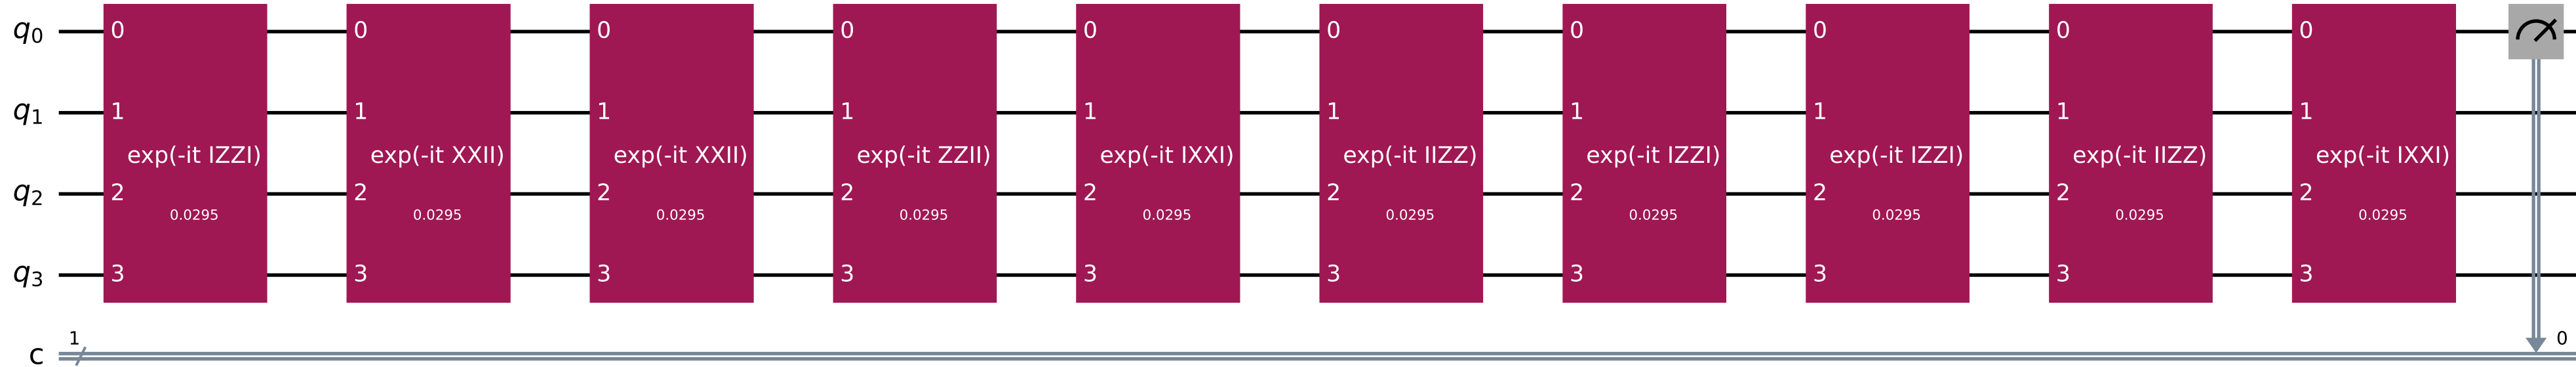 q0 0 0 0 0 0 0 0 0 0 0
q1 1 1 1 1 1 1 1 1 1 1
exp(-it IZZI) exp(-it XXII) exp(-it XXII) exp(-it ZZII) exp(-it IXXI) exp(-it IIZZ) exp(-it IZZI) exp(-it IZZI) exp(-it IIZZ) exp(-it IXXI)
q2 2 2 2 2 2 2 2 2 2 2
0.0295 0.0295 0.0295 0.0295 0.0295 0.0295 0.0295 0.0295 0.0295 0.0295
q3 3 3 3 3 3 3 3 3 3 3
1 0
c